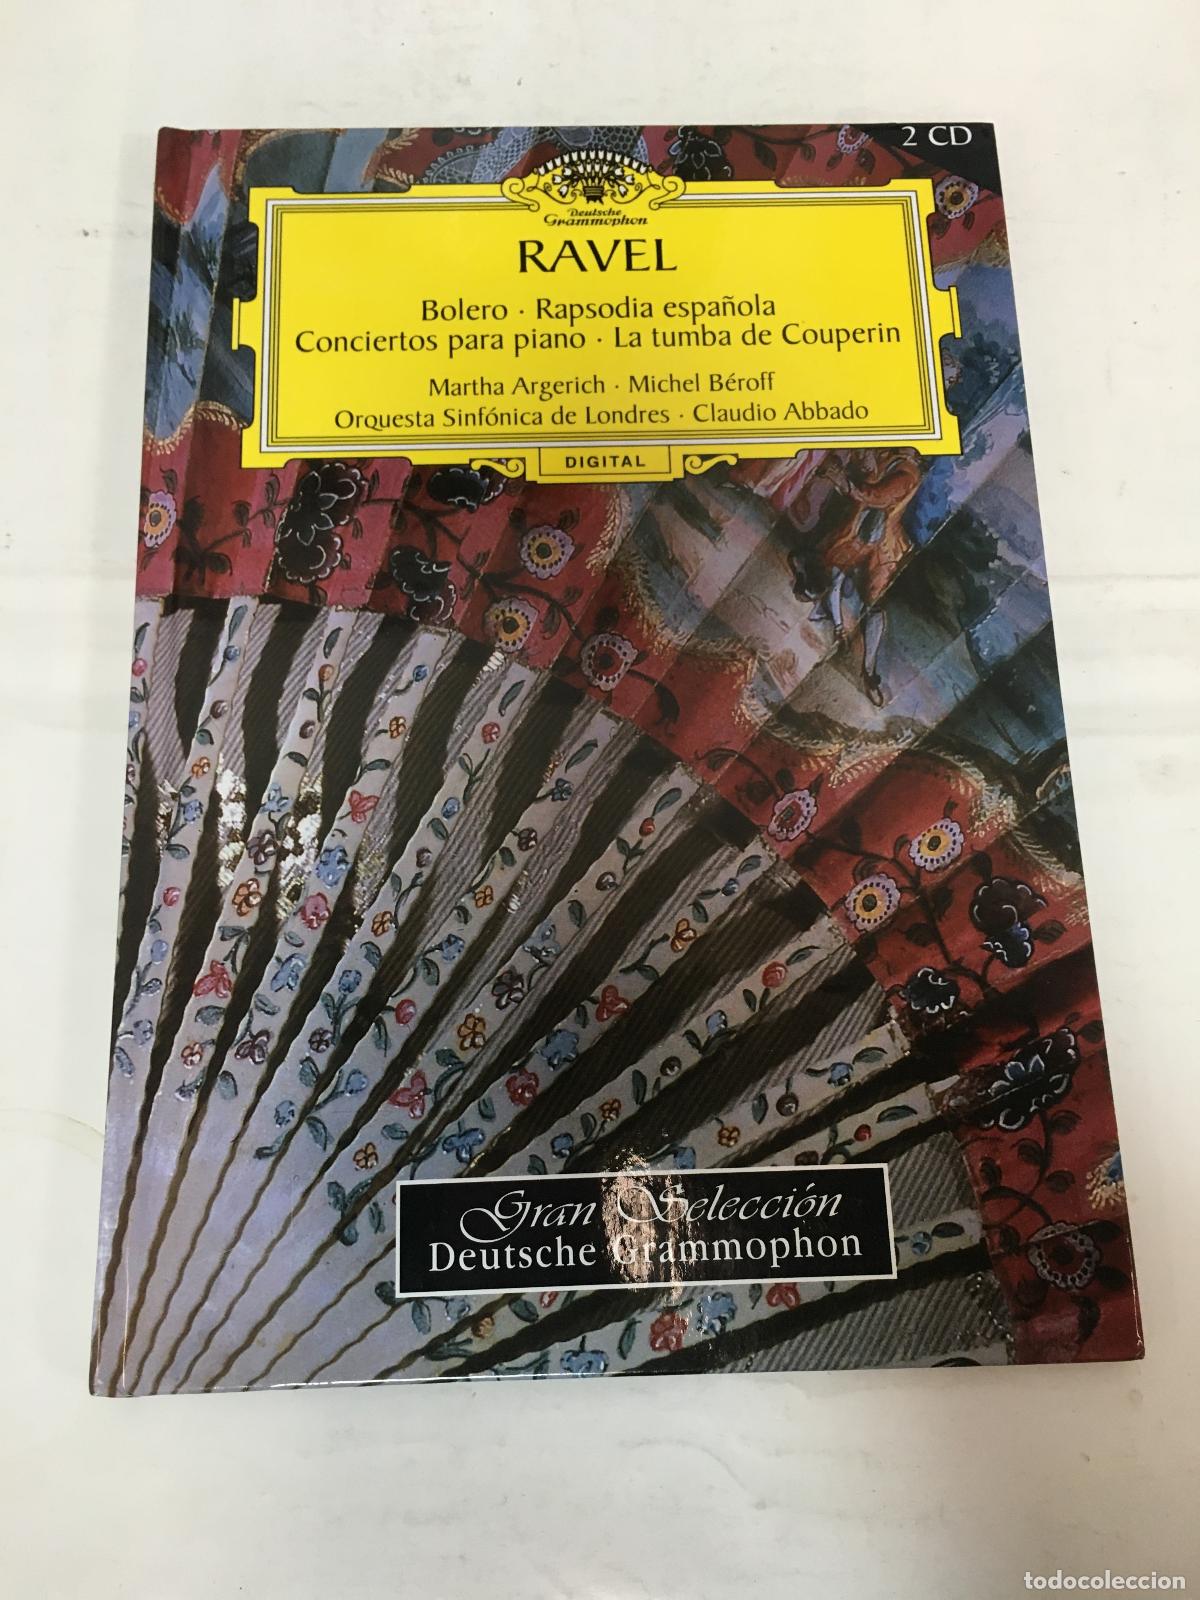 2 CD
Deutsche
Grammophon
RAVEL
Bolero · Rapsodia española
Conciertos para piano · La tumba de Couperin
Martha Argerich · Michel Béroff
Orquesta Sinfónica de Londres · Claudio Abbado
DIGITAL
Gran Selección
Deutsche Grammophon
todocoleccion